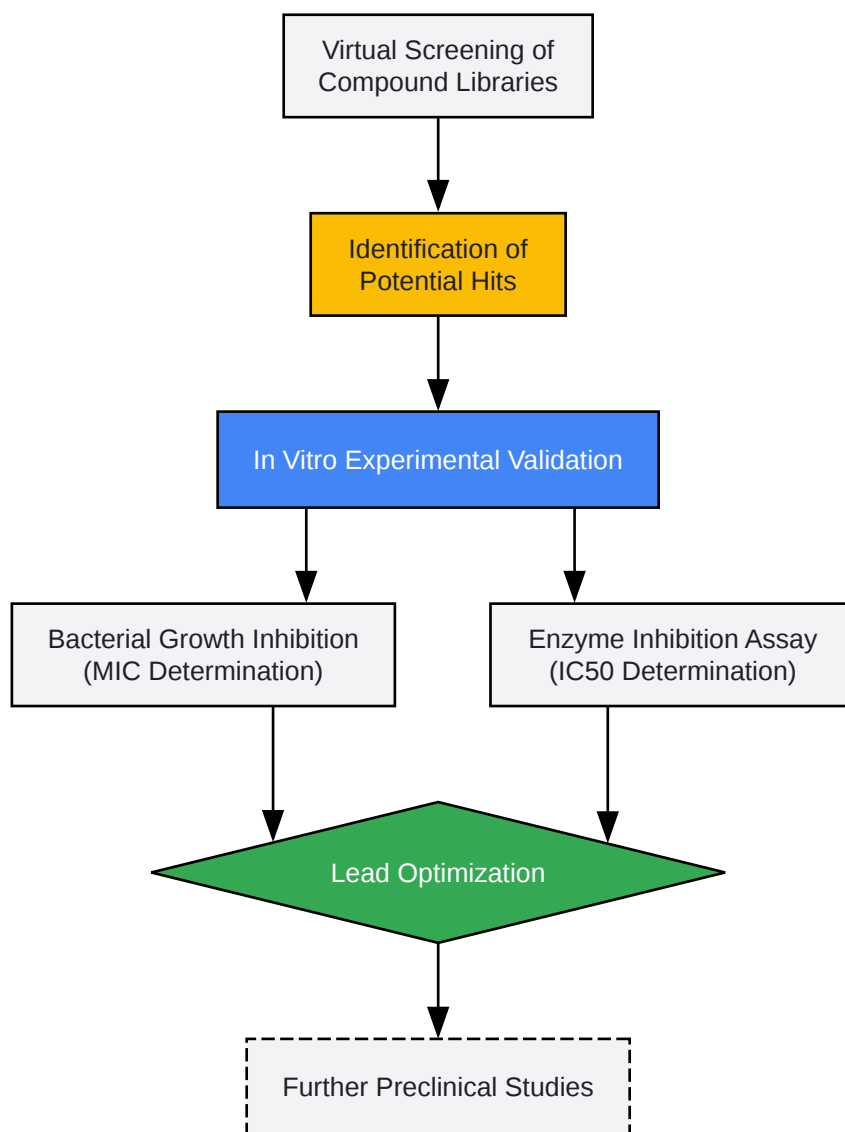 Virtual Screening of
Compound Libraries
Identification of
Potential Hits
In Vitro Experimental Validation
Bacterial Growth Inhibition
(MIC Determination)
Enzyme Inhibition Assay
(IC50 Determination)
Lead Optimization
Further Preclinical Studies